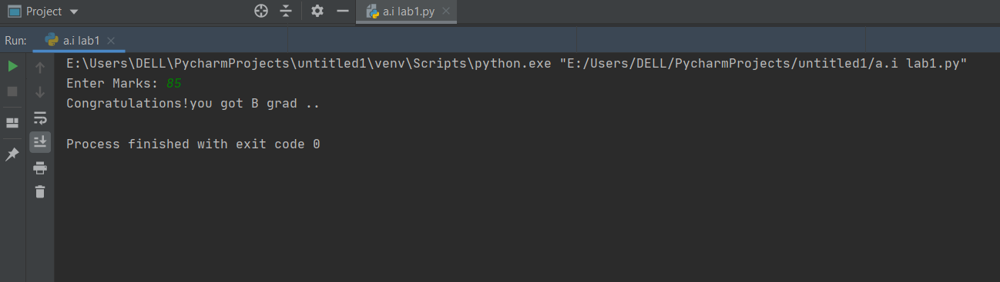 Project
a.i lab1.py
Run: a.i lab1
E:\Users\DELL\PycharmProjects\untitled1\venv\Scripts\python.exe "E:/Users/DELL/PycharmProjects/untitled1/a.i lab1.py"
Enter Marks: 85
Congratulations!you got B grad ..
Process finished with exit code 0